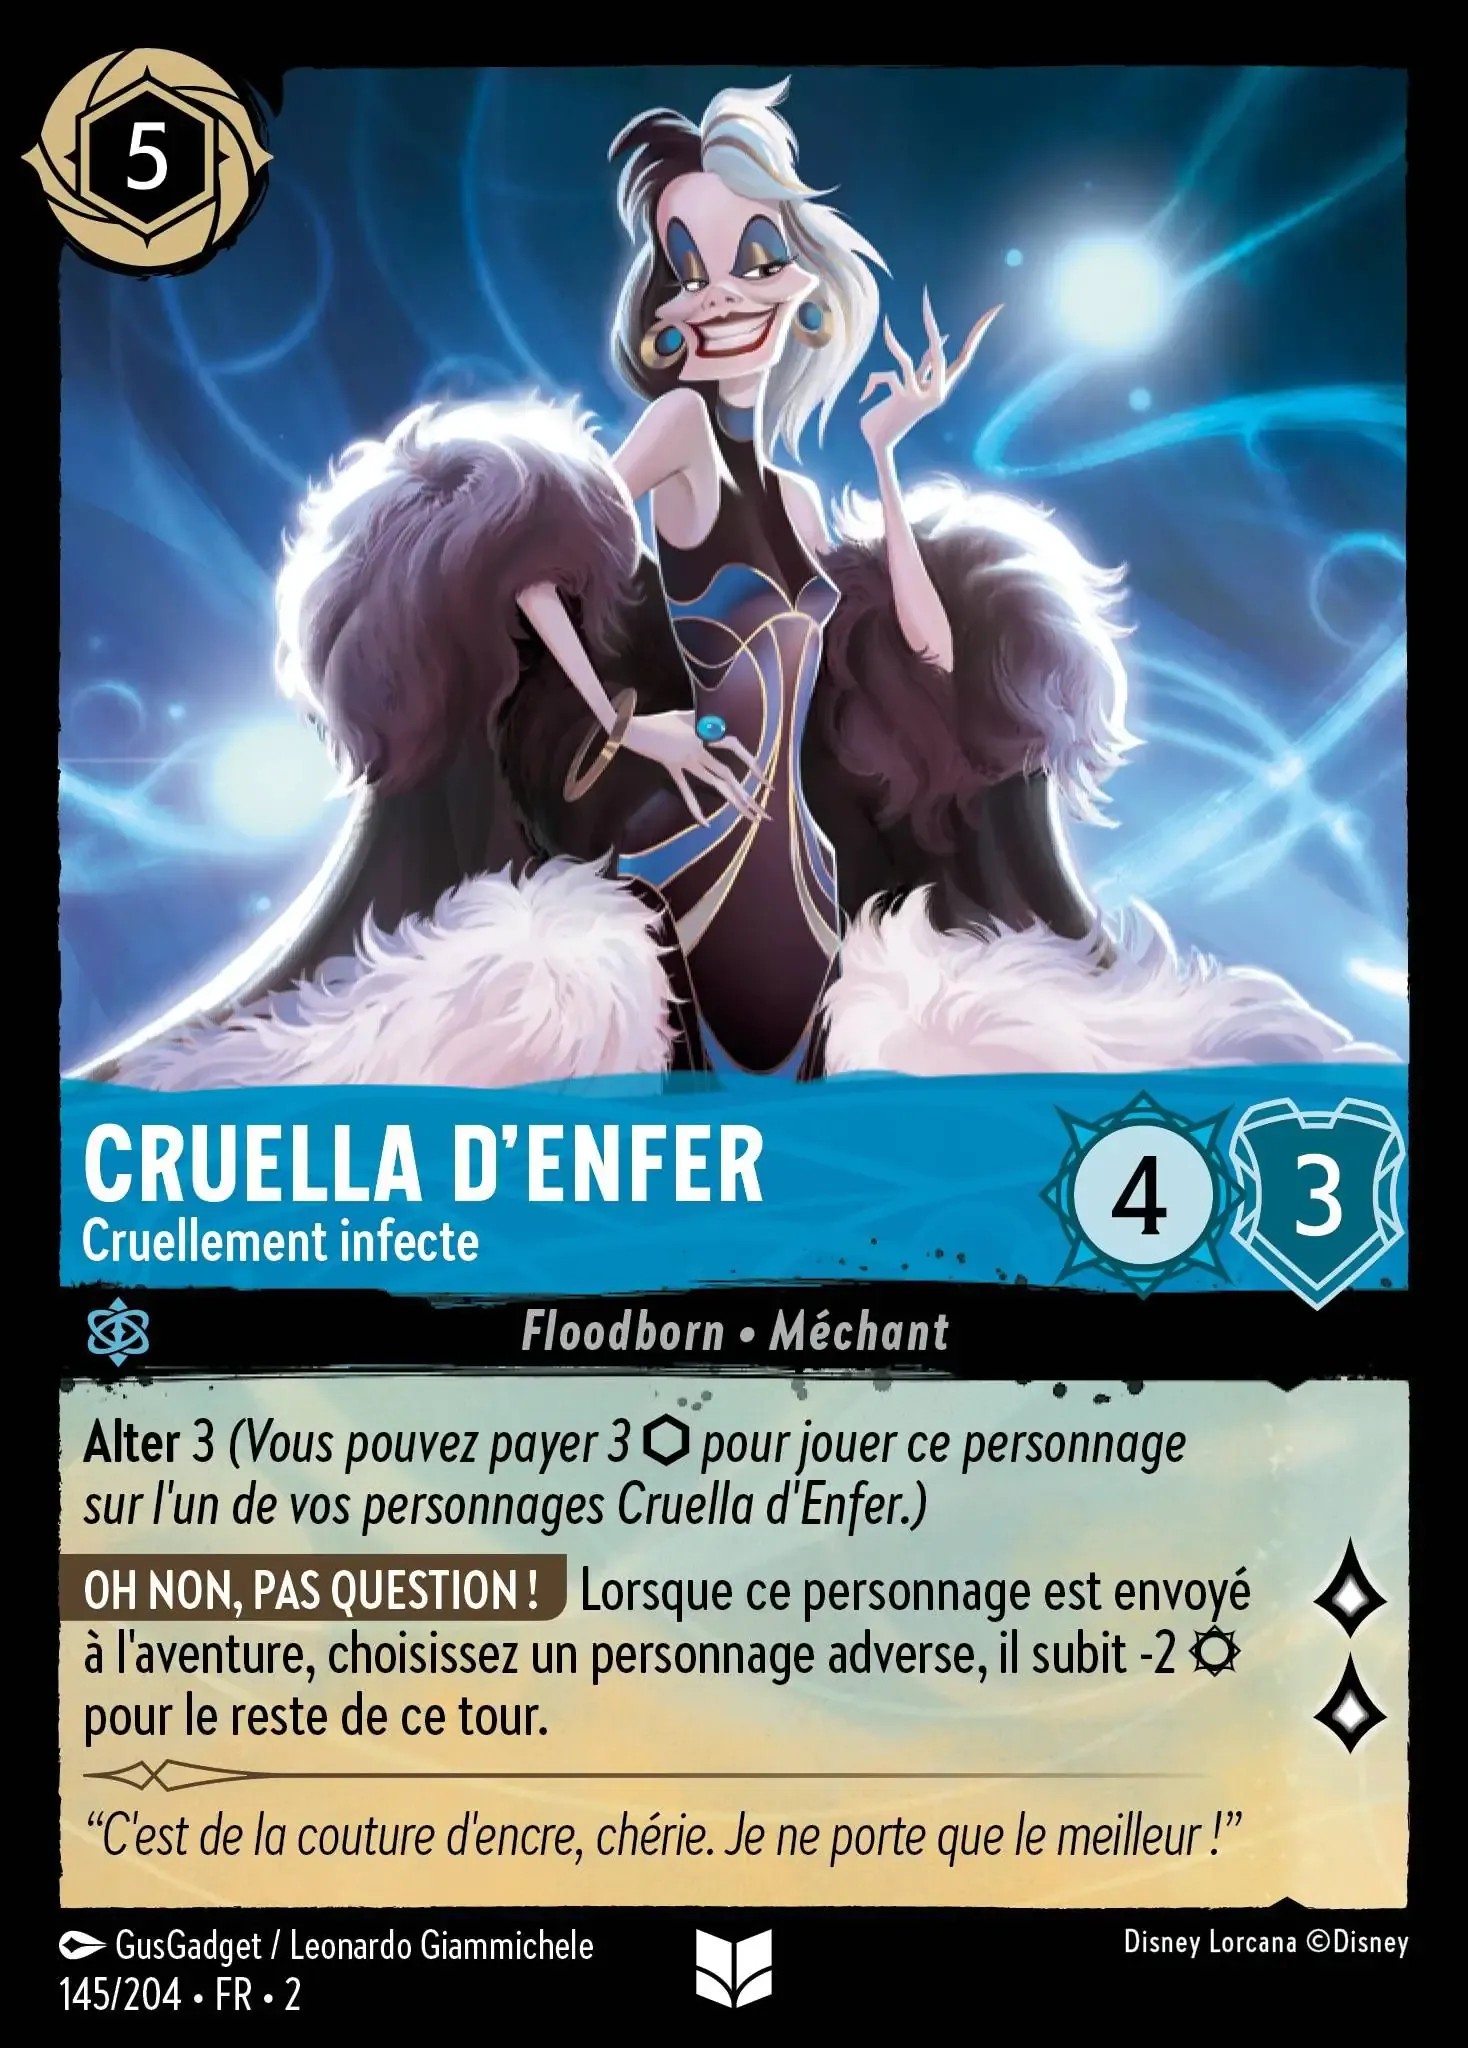 5
CRUELLA D’ENFER
Cruellement infecte
4
3
Floodborn • Méchant
Alter 3 (Vous pouvez payer 3 pour jouer ce personnage
sur l'un de vos personnages Cruella d'Enfer.)
OH NON, PAS QUESTION ! Lorsque ce personnage est envoyé
à l'aventure, choisissez un personnage adverse, il subit -2
pour le reste de ce tour.
“C'est de la couture d'encre, chérie. Je ne porte que le meilleur !”
GusGadget / Leonardo Giammichele
Disney Lorcana ©Disney
145/204 • FR • 2